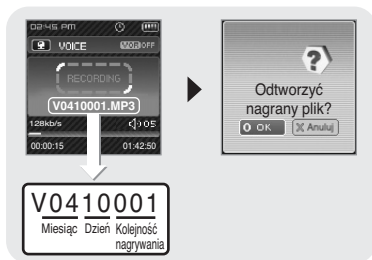 02:45 PM
VOICE VOR OFF
RECORDING
V0410001.MP3
128kb/s 05
00:00:15 01:42:50
Odtworzyć
nagrany plik?
O OK X Anuluj
V0410001
Miesiąc Dzień Kolejność
nagrywania